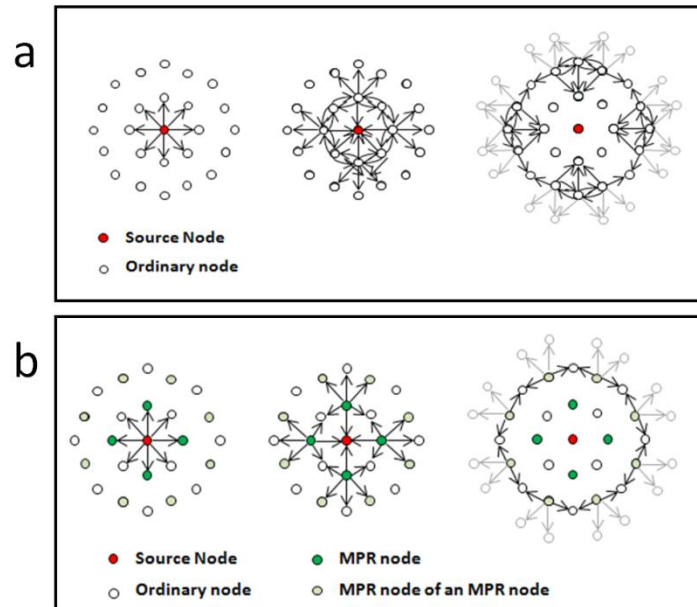 a
Source Node
Ordinary node
b
Source Node
MPR node
Ordinary node
MPR node of an MPR node